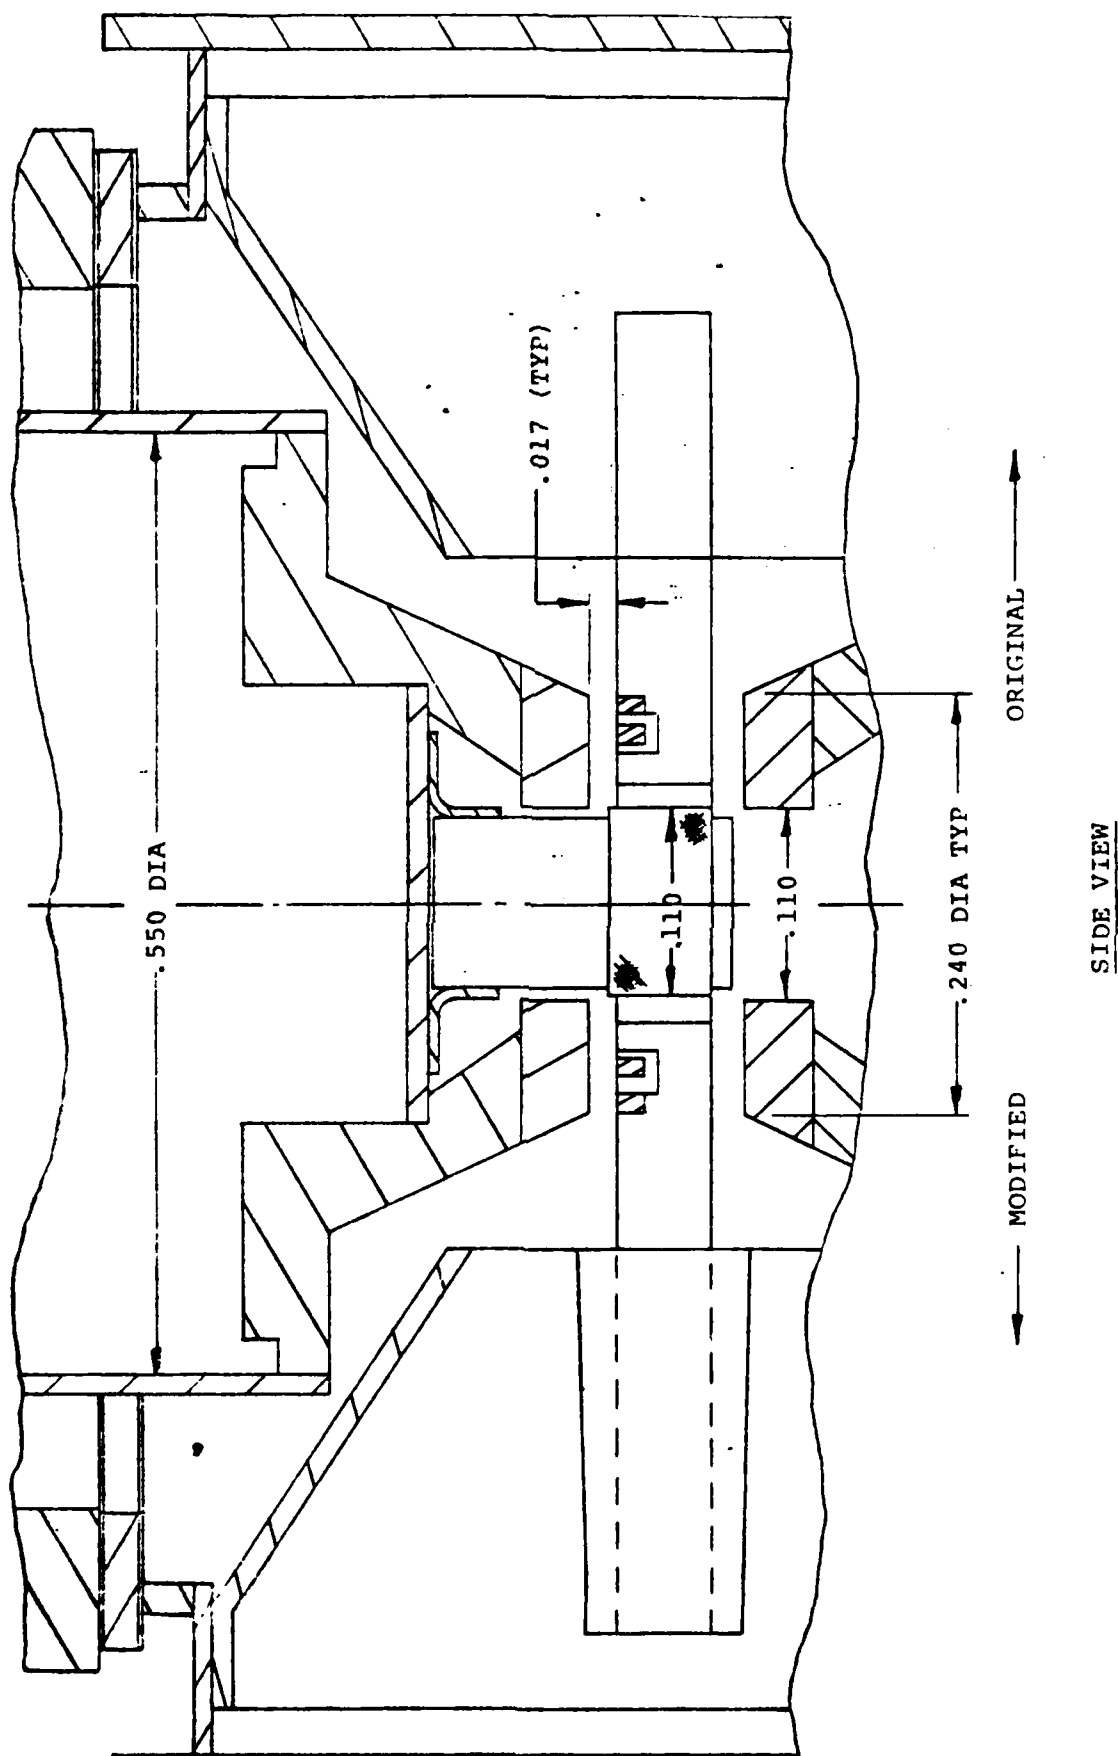 .550 DIA
.017 (TYP)
.110
.110
.240 DIA TYP
MODIFIED
ORIGINAL
SIDE VIEW